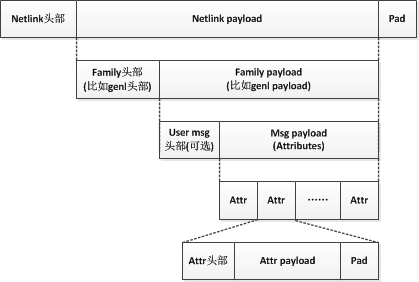 Netlink头部 Netlink payload Pad
Family头部 Family payload
(比如genl头部) (比如genl payload)
User msg Msg payload
头部(可选) (Attributes)
Attr Attr …… Attr
Attr头部 Attr payload Pad